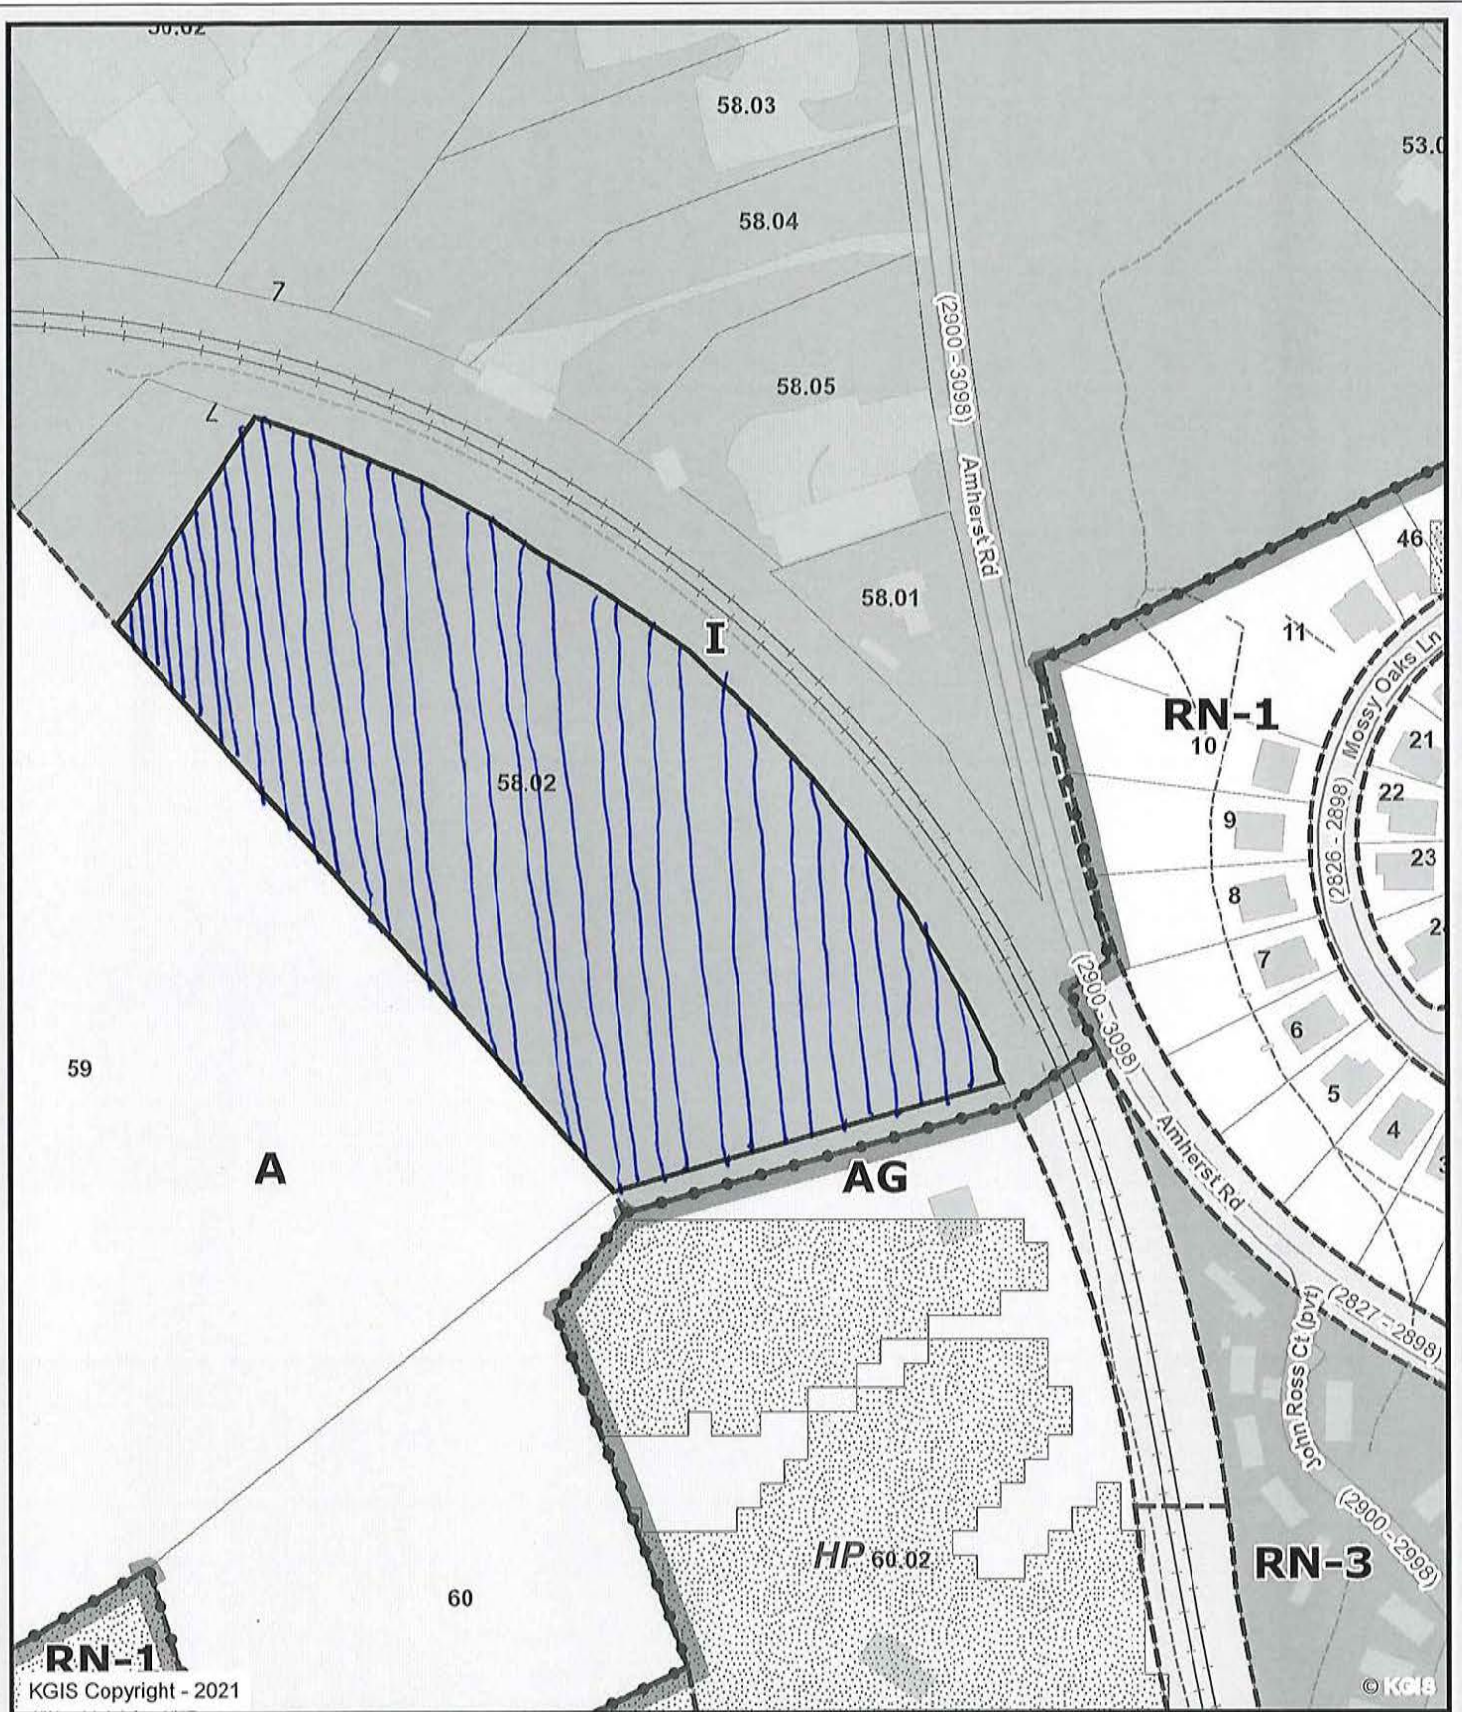 58.03
53.0
58.04
7
(2900 - 3098)
58.05
7
Amherst Rd
46
58.01
11
I
Mossy Oaks Ln
RN-1
10
21
58.02
22
9
(2826 - 2898)
23
8
7
(2900 - 3098)
6
59
5
4
Amherst Rd
A
AG
(2827 - 2898)
John Ross Ct (pvt)
(2900 - 2998)
HP 60.02
RN-3
60
RN-1
KGIS Copyright - 2021
© KGIS